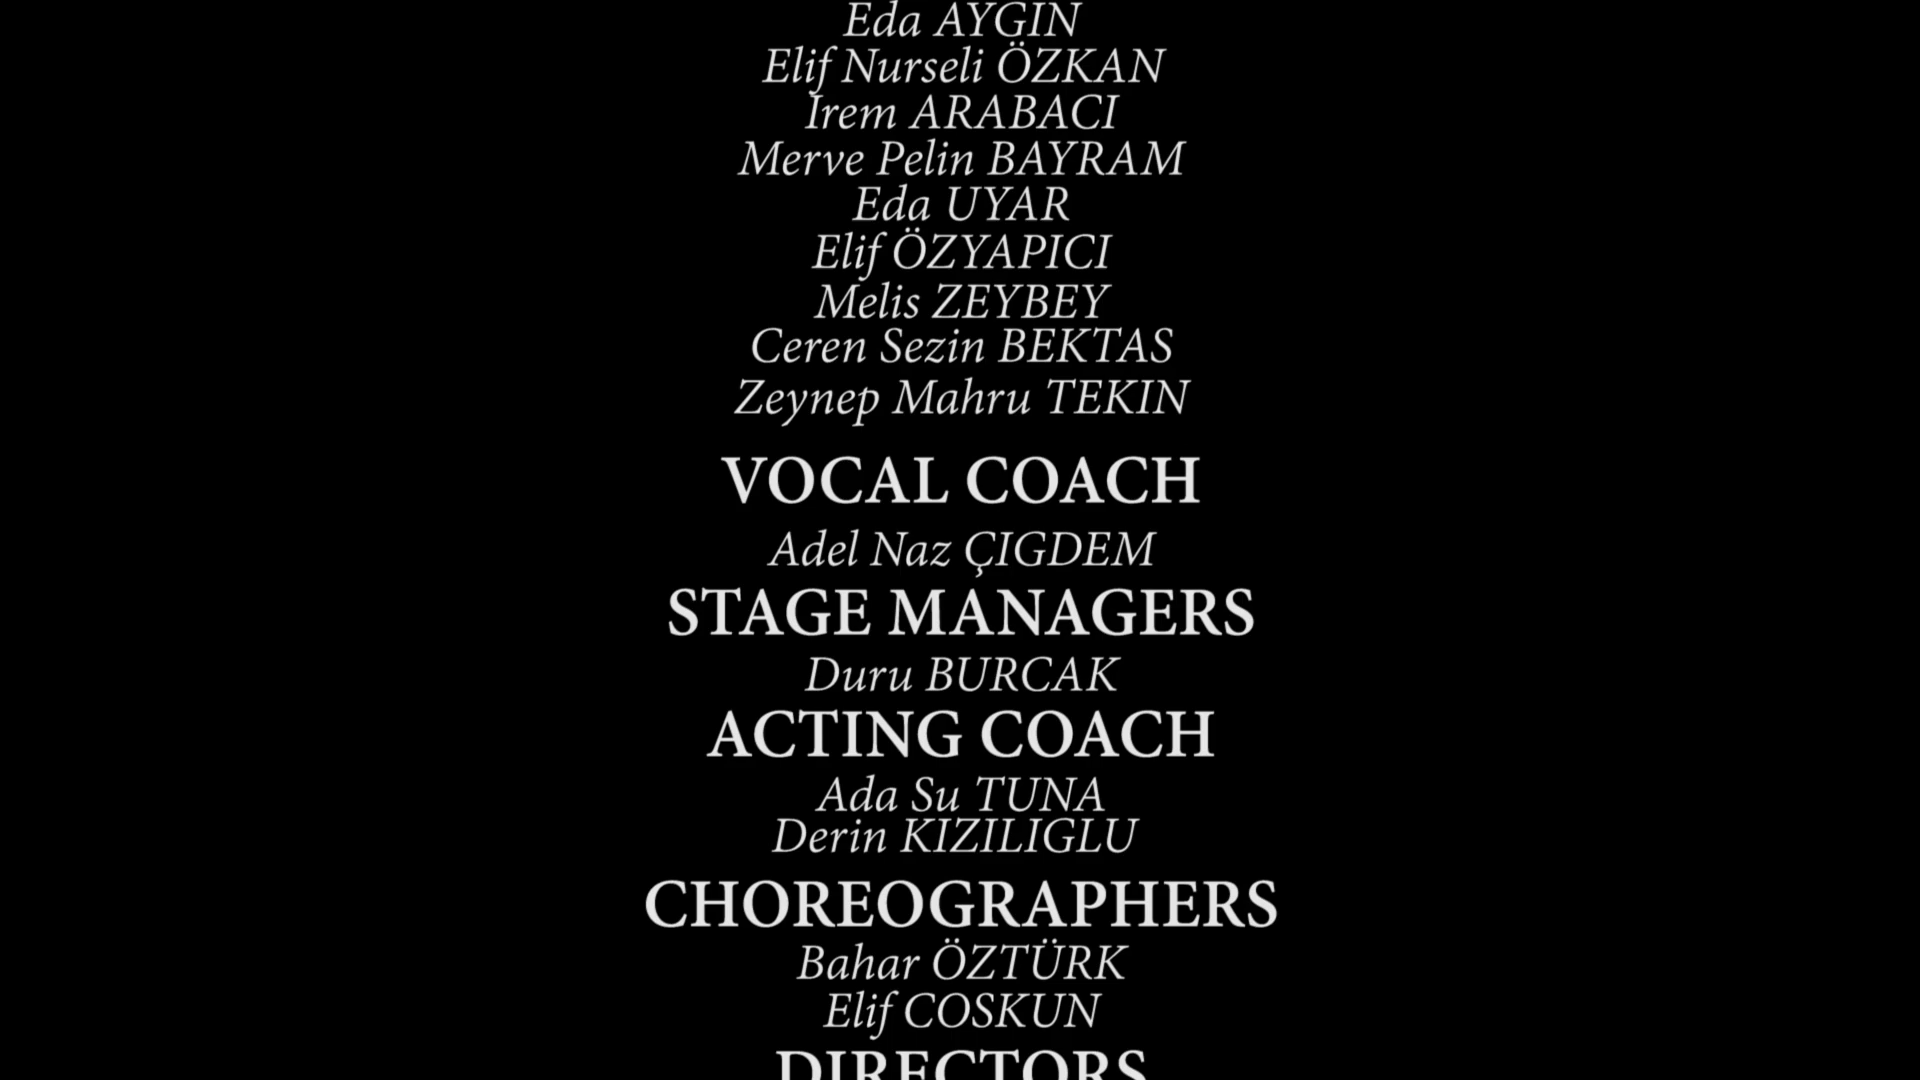 Eda AYGIN
Elif Nurseli ÖZKAN
Irem ARABACI
Merve Pelin BAYRAM
Eda UYAR
Elif ÖZYAPICI
Melis ZEYBEY
Ceren Sezin BEKTAS
Zeynep Mahru TEKIN
VOCAL COACH
Adel Naz ÇIGDEM
STAGE MANAGERS
Duru BURCAK
ACTING COACH
Ada Su TUNA
Derin KIZILIGLU
CHOREOGRAPHERS
Bahar ÖZTÜRK
Elif COSKUN
DIRECTORS